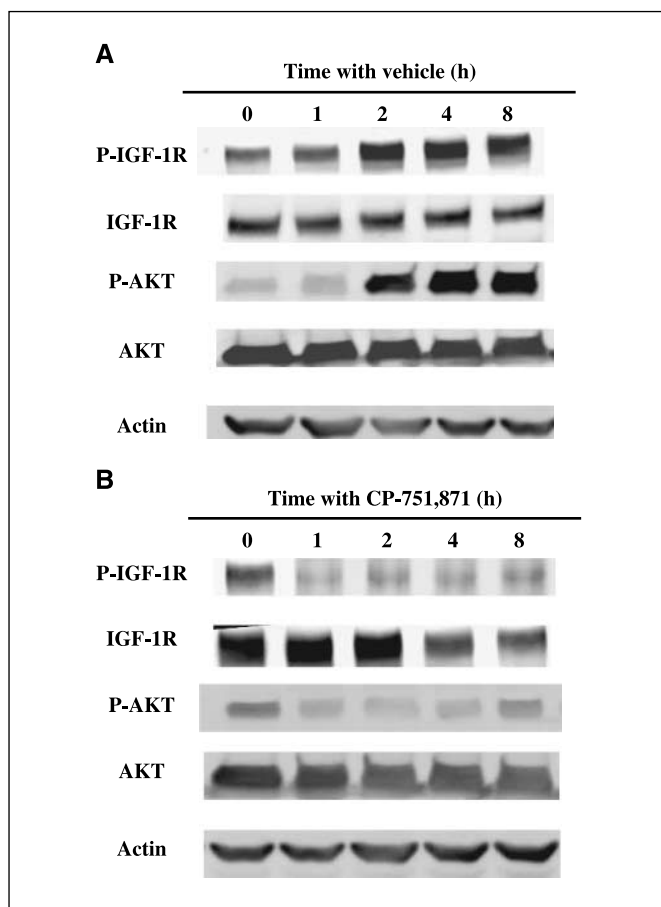 A
Time with vehicle (h)
0 1 2 4 8
P-IGF-1R
IGF-1R
P-AKT
AKT
Actin
B
Time with CP-751,871 (h)
0 1 2 4 8
P-IGF-1R
IGF-1R
P-AKT
AKT
Actin